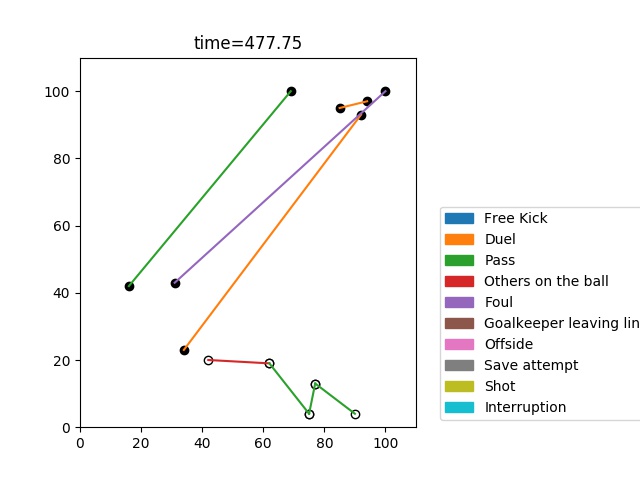 time=477.75
100
80
60
40
20
0
0 20 40 60 80 100
Free Kick
Duel
Pass
Others on the ball
Foul
Goalkeeper leaving lin
Offside
Save attempt
Shot
Interruption